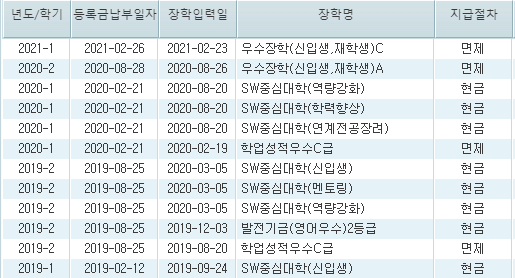 년도/학기 등록금납부일자 장학입력일 장학명 지급절차
2021-1 2021-02-26 2021-02-23 우수장학(신입생,재학생)C 면제
2020-2 2020-08-28 2020-08-26 우수장학(신입생,재학생)A 면제
2020-1 2020-02-21 2020-08-20 SW중심대학(역량강화) 현금
2020-1 2020-02-21 2020-08-20 SW중심대학(학력향상) 현금
2020-1 2020-02-21 2020-08-20 SW중심대학(연계전공장려) 현금
2020-1 2020-02-21 2020-02-19 학업성적우수C급 면제
2019-2 2019-08-25 2020-03-05 SW중심대학(신입생) 현금
2019-2 2019-08-25 2020-03-05 SW중심대학(멘토링) 현금
2019-2 2019-08-25 2020-03-05 SW중심대학(역량강화) 현금
2019-2 2019-08-25 2019-12-03 발전기금(영어우수)2등급 현금
2019-2 2019-08-25 2019-08-20 학업성적우수C급 면제
2019-1 2019-02-12 2019-09-24 SW중심대학(신입생) 현금